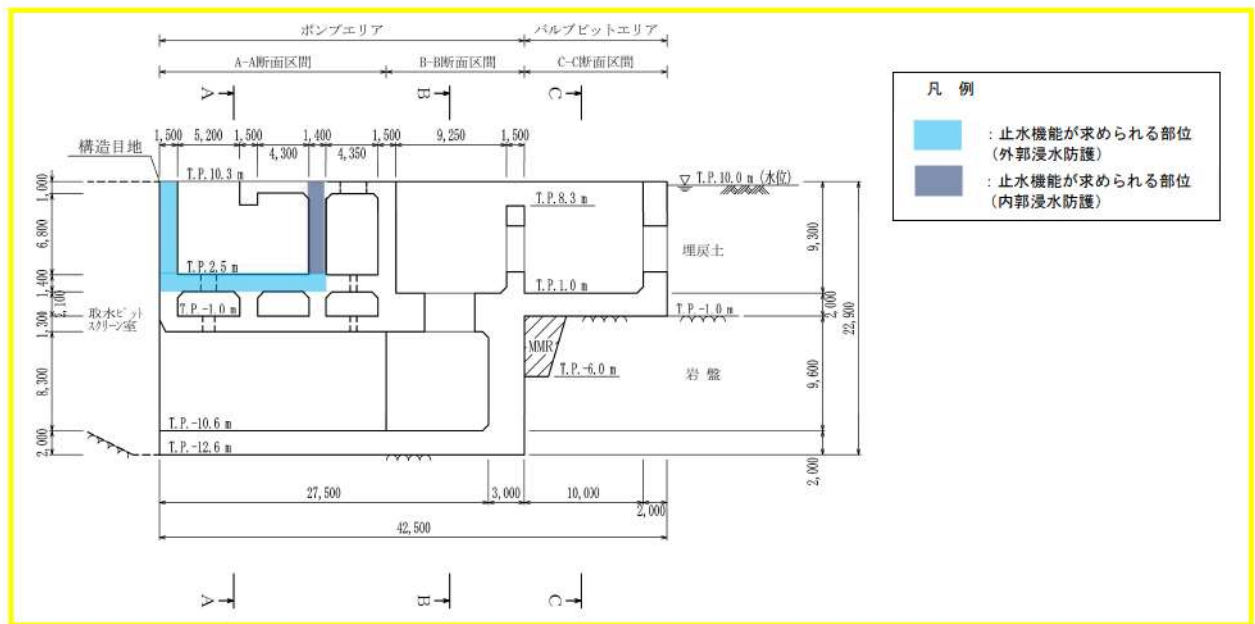 ポンプエリア
バルブピットエリア
A-A断面区間
B-B断面区間
C-C断面区間
A
B
C
1,500
5,200
1,500
4,300
1,400
4,350
1,500
9,250
1,500
構造目地
T.P.10.3 m
T.P.10.0 m (水位)
T.P.8.3 m
埋戻土
T.P.2.5 m
T.P.1.0 m
T.P.-1.0 m
T.P.-1.0 m
取水ピット
スクリーン室
MMR
T.P.-6.0 m
岩盤
T.P.-10.6 m
T.P.-12.6 m
1,000
6,800
1,400
2,100
1,300
8,300
2,000
9,300
2,000
9,600
2,000
22,900
27,500
3,000
10,000
2,000
42,500
A
B
C
凡 例
:止水機能が求められる部位
(外郭浸水防護)
:止水機能が求められる部位
(内郭浸水防護)